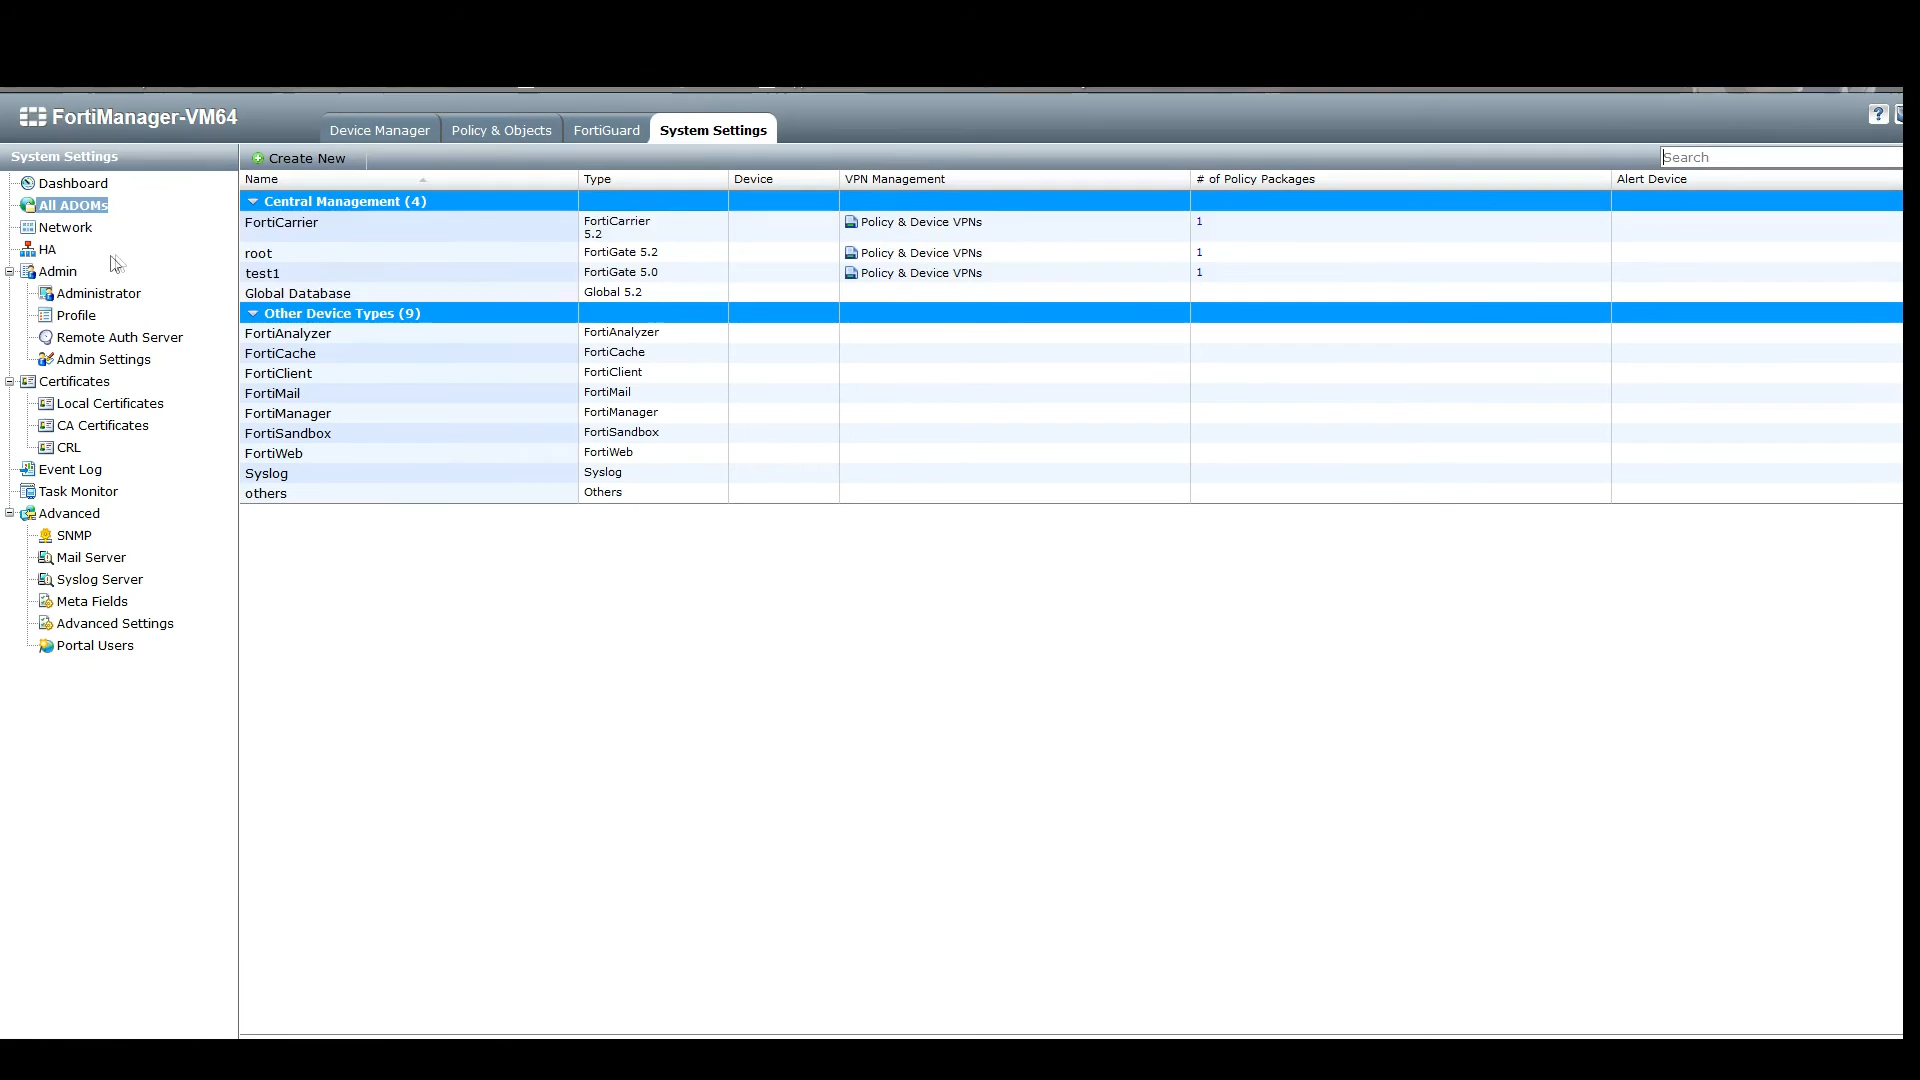 FortiManager-VM64
Device Manager
Policy & Objects
FortiGuard
System Settings
?
System Settings
Create New
Search
Dashboard
All ADOMs
Network
HA
Admin
Administrator
Profile
Remote Auth Server
Admin Settings
Certificates
Local Certificates
CA Certificates
CRL
Event Log
Task Monitor
Advanced
SNMP
Mail Server
Syslog Server
Meta Fields
Advanced Settings
Portal Users
Name Type Device VPN Management # of Policy Packages Alert Device
Central Management (4)
FortiCarrier FortiCarrier 5.2 Policy & Device VPNs 1
root FortiGate 5.2 Policy & Device VPNs 1
test1 FortiGate 5.0 Policy & Device VPNs 1
Global Database Global 5.2
Other Device Types (9)
FortiAnalyzer FortiAnalyzer
FortiCache FortiCache
FortiClient FortiClient
FortiMail FortiMail
FortiManager FortiManager
FortiSandbox FortiSandbox
FortiWeb FortiWeb
Syslog Syslog
others Others